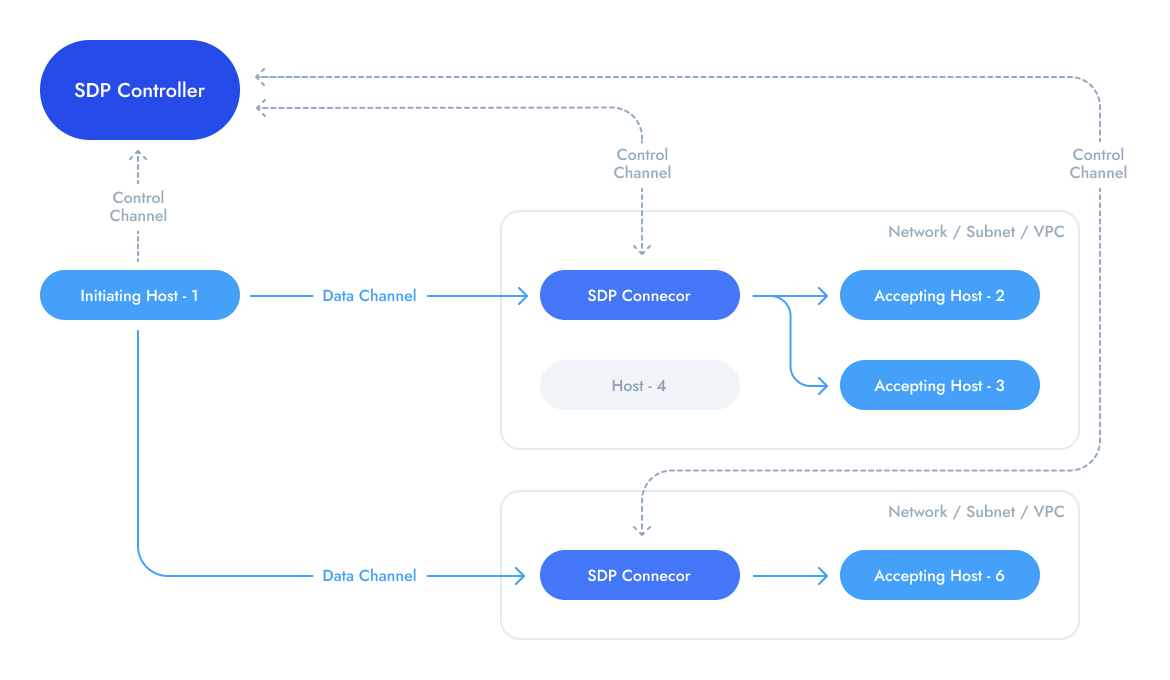 SDP Controller
Control
Channel
Control
Channel
Control
Channel
Network / Subnet / VPC
Initiating Host - 1
Data Channel
SDP Connecor
Accepting Host - 2
Host - 4
Accepting Host - 3
Network / Subnet / VPC
Data Channel
SDP Connecor
Accepting Host - 6